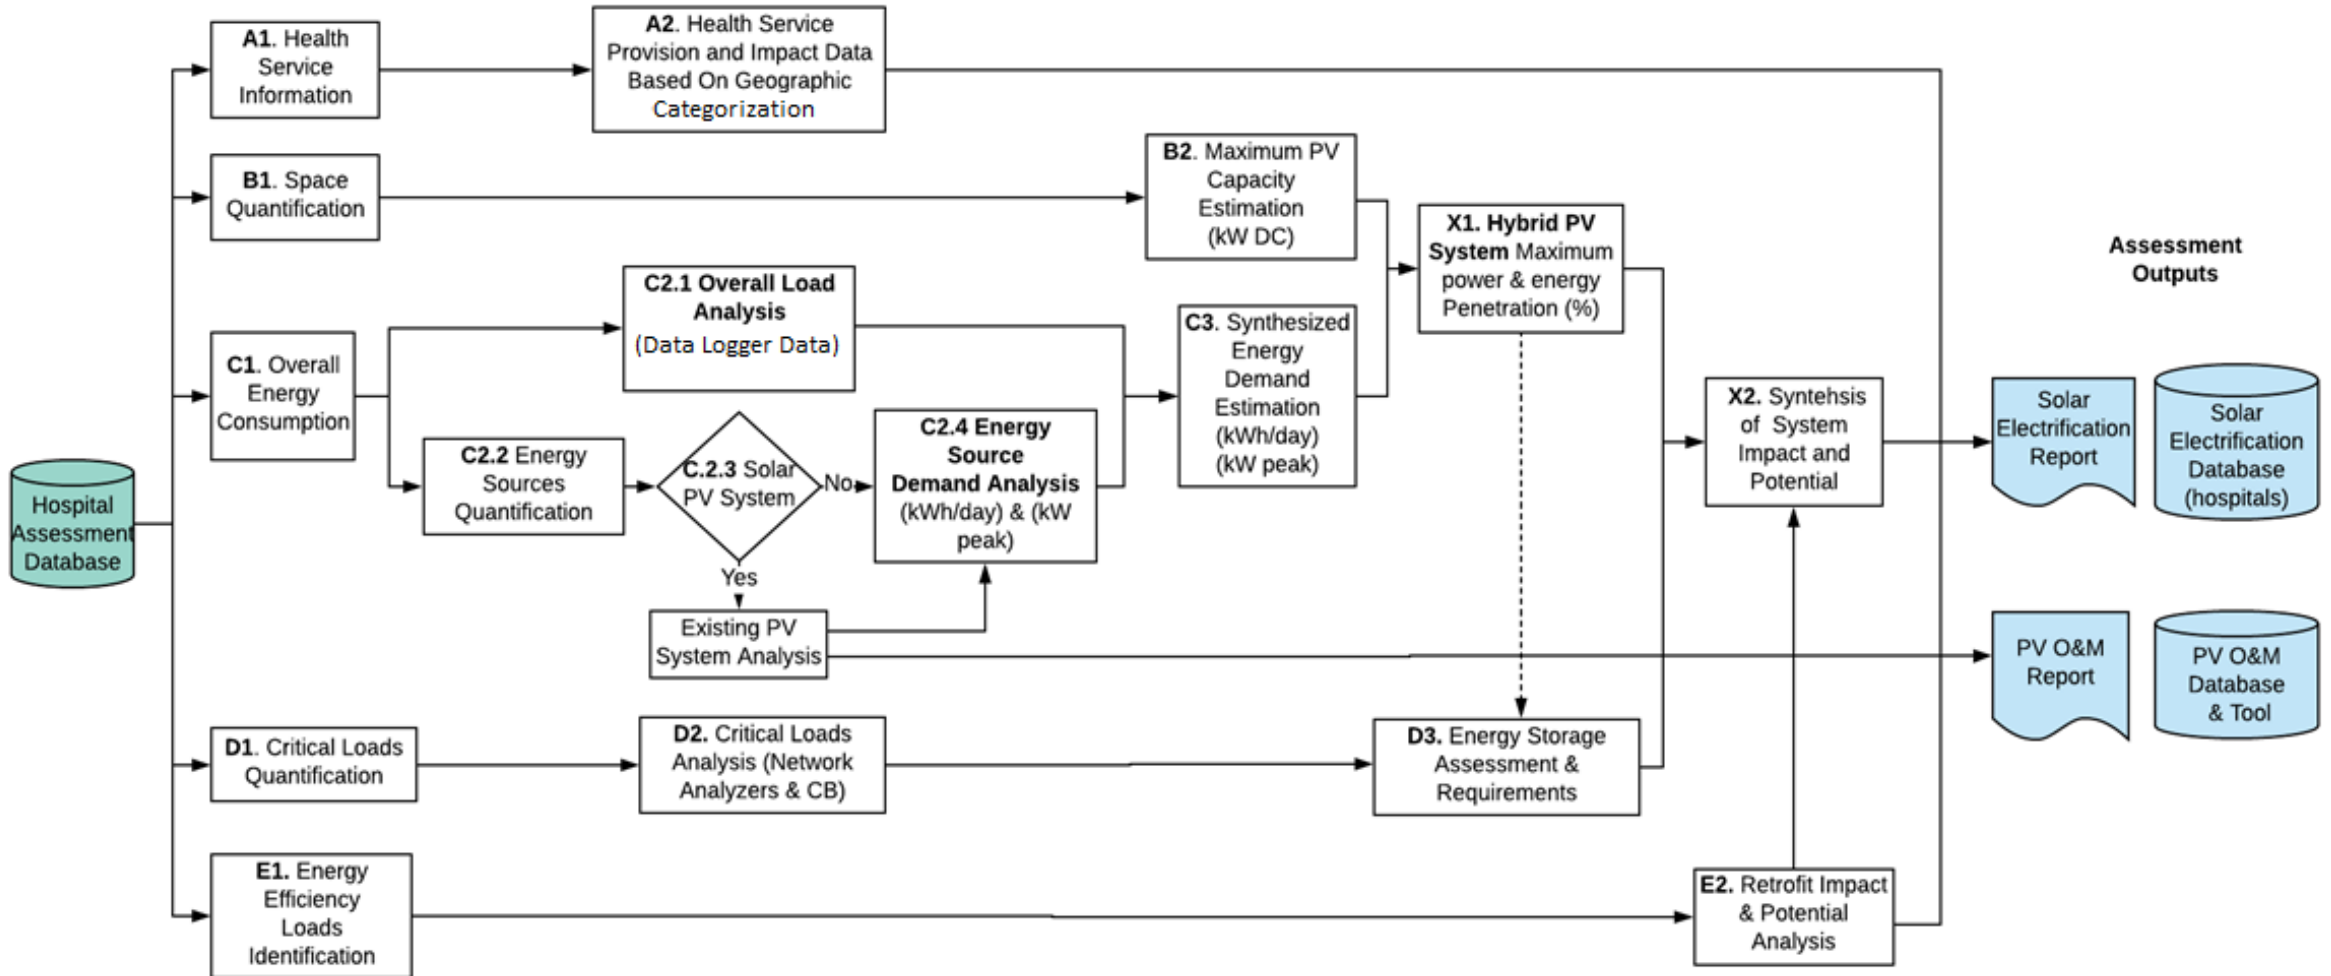 A1. Health
Service
Information
A2. Health Service
Provision and Impact Data
Based On Geographic
Categorization
B1. Space
Quantification
B2. Maximum PV
Capacity
Estimation
(kW DC)
X1. Hybrid PV
System Maximum
power & energy
Penetration (%)
Assessment
Outputs
C2.1 Overall Load
Analysis
(Data Logger Data)
C1. Overall
Energy
Consumption
C3. Synthesized
Energy
Demand
Estimation
(kWh/day)
(kW peak)
C2.2 Energy
Sources
Quantification
C.2.3 Solar
PV System
No
Yes
C2.4 Energy
Source
Demand Analysis
(kWh/day) & (kW
peak)
X2. Syntehsis
of System
Impact and
Potential
Solar
Electrification
Report
Solar
Electrification
Database
(hospitals)
Hospital
Assessment
Database
Existing PV
System Analysis
PV O&M
Report
PV O&M
Database
& Tool
D1. Critical Loads
Quantification
D2. Critical Loads
Analysis (Network
Analyzers & CB)
D3. Energy Storage
Assessment &
Requirements
E1. Energy
Efficiency
Loads
Identification
E2. Retrofit Impact
& Potential
Analysis